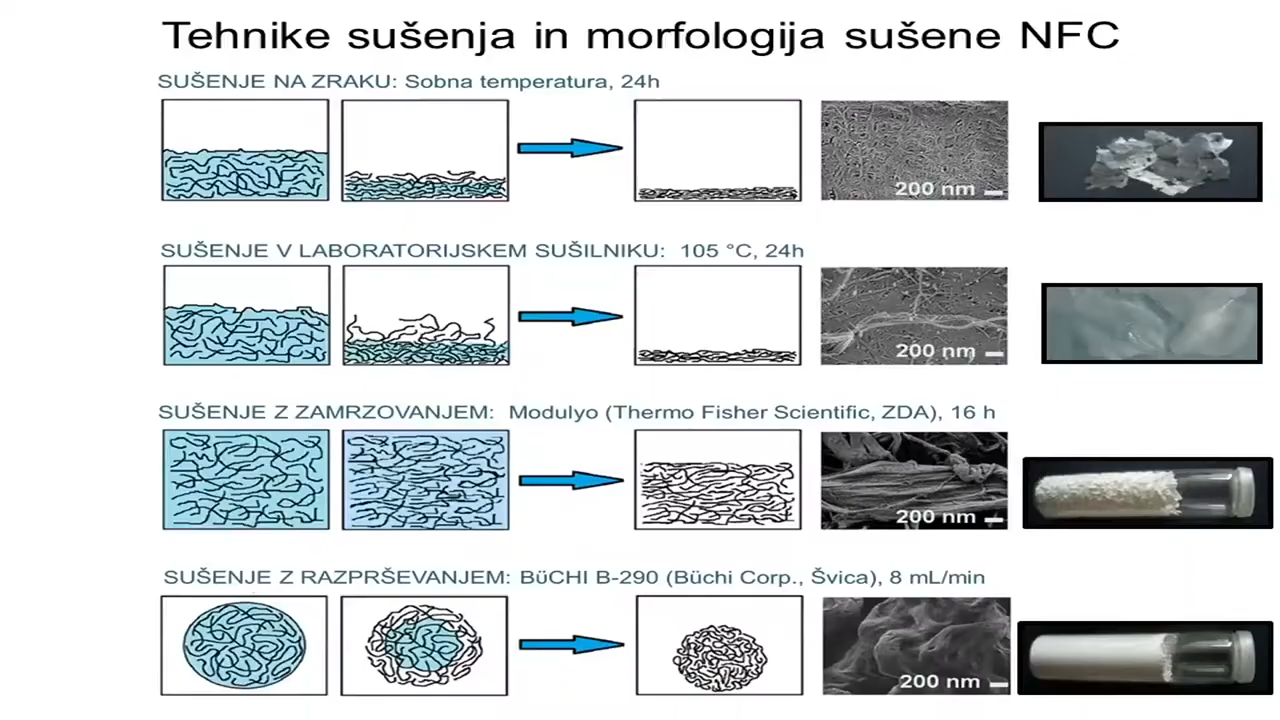 Tehnike sušenja in morfologija sušene NFC
SUŠENJE NA ZRAKU: Sobna temperatura, 24h
200 nm
SUŠENJE V LABORATORIJSKEM SUŠILNIKU: 105 °C, 24h
200 nm
SUŠENJE Z ZAMRZOVANJEM: Modulyo (Thermo Fisher Scientific, ZDA), 16 h
200 nm
SUŠENJE Z RAZPRŠEVANJEM: BüCHI B-290 (Büchi Corp., Švica), 8 mL/min
200 nm